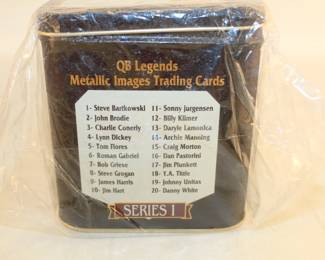 QB Legends
Metallic Images Trading Cards
1- Steve Bartkowski
2- John Brodie
3- Charlie Conerly
4- Lynn Dickey
5- Tom Flores
6- Roman Gabriel
7- Bob Griese
8- Steve Grogan
9- James Harris
10- Jim Hart
11- Sonny Jurgensen
12- Billy Kilmer
13- Daryle Lamonica
14- Archie Manning
15- Craig Morton
16- Dan Pastorini
17- Jim Plunkett
18- Y.A. Tittle
19- Johnny Unitas
20- Danny White
SERIES I